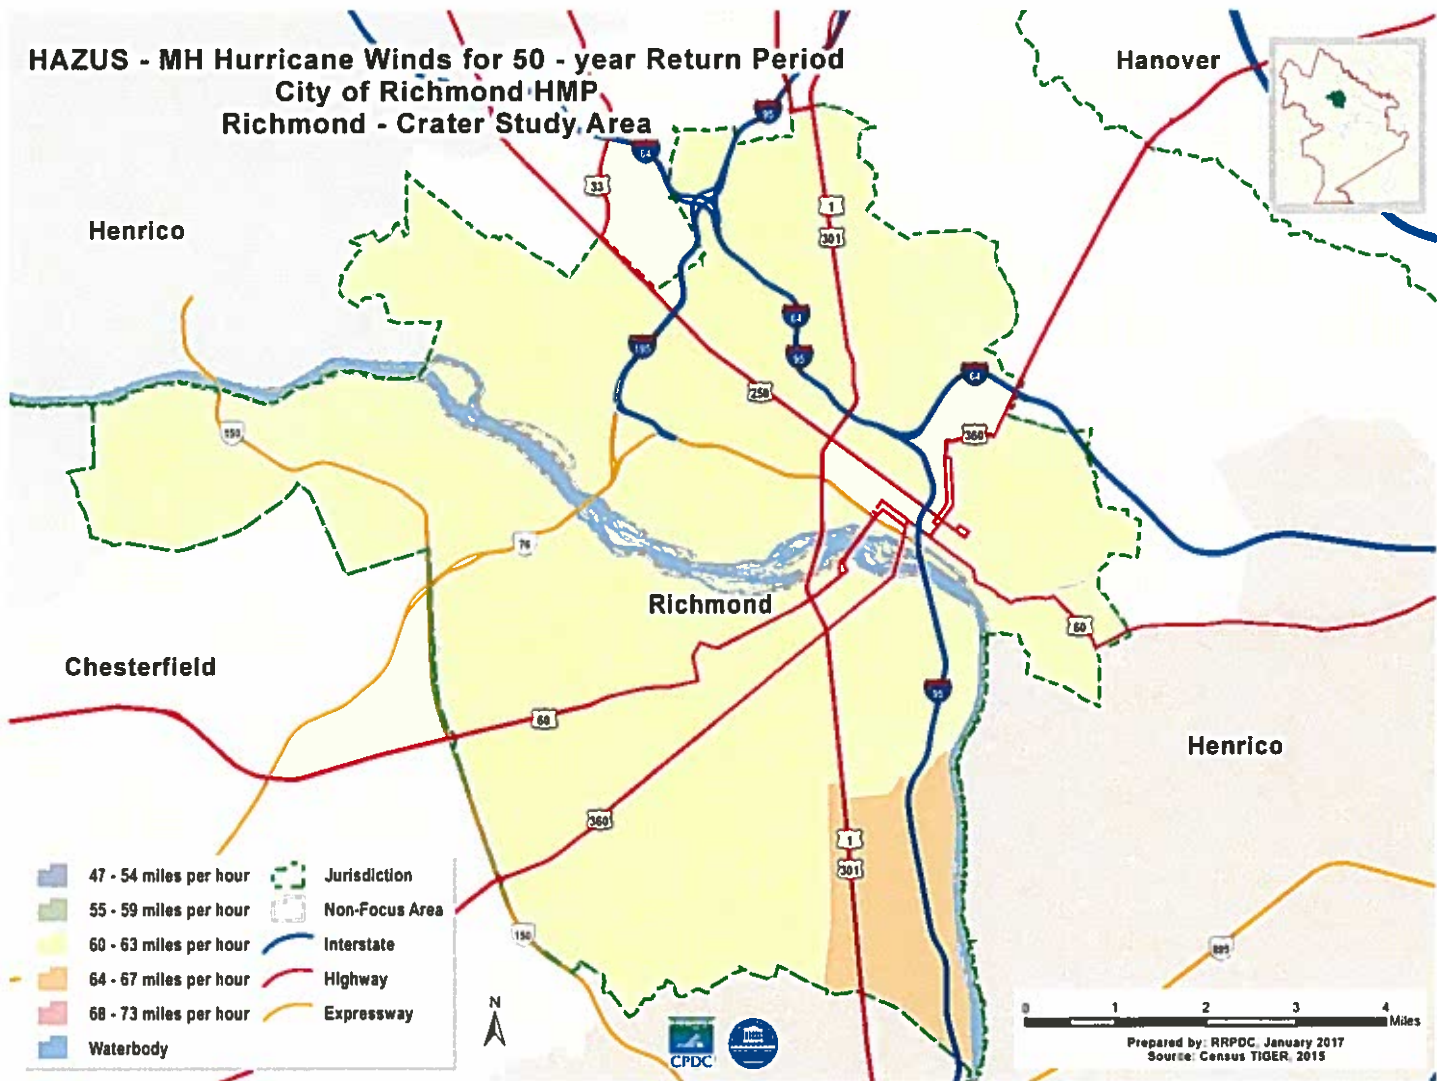 HAZUS - MH Hurricane Winds for 50 - year Return Period
City of Richmond HMP
Richmond - Crater Study Area
Hanover
Henrico
95
64
33
1
301
64
95
195
250
64
360
150
76
Richmond
60
Chesterfield
95
60
Henrico
360
1
301
150
895
47 - 54 miles per hour
55 - 59 miles per hour
60 - 63 miles per hour
64 - 67 miles per hour
68 - 73 miles per hour
Waterbody
Jurisdiction
Non-Focus Area
Interstate
Highway
Expressway
N
CPDC
0 1 2 3 4
Miles
Prepared by: RRPDC, January 2017
Source: Census TIGER, 2015